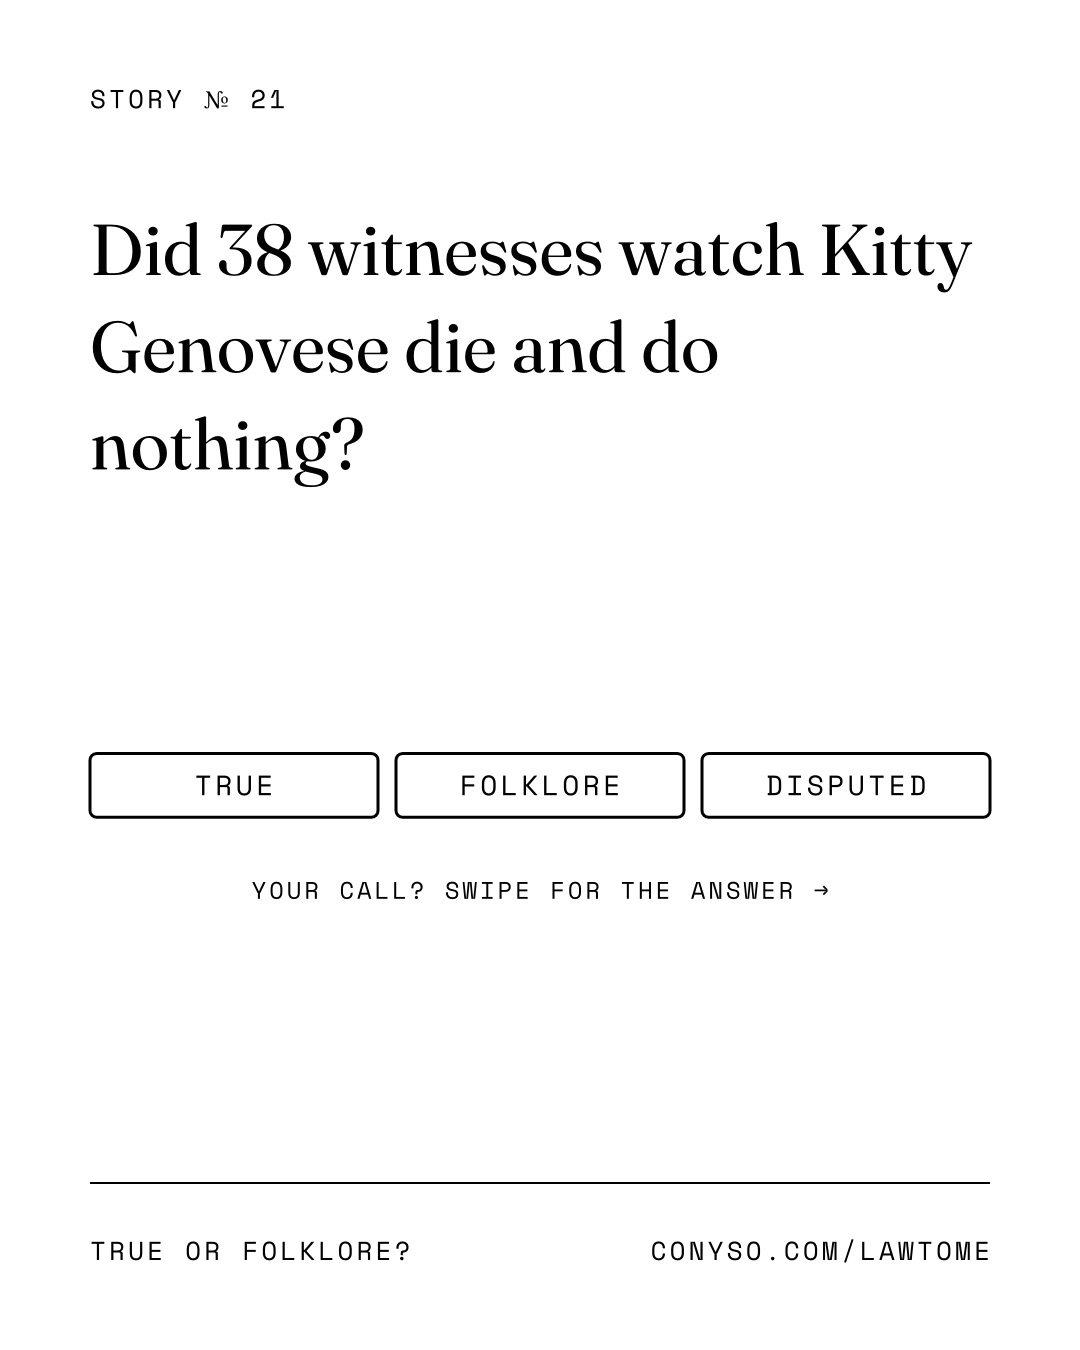 STORY № 21
Did 38 witnesses watch Kitty
Genovese die and do
nothing?
TRUE
FOLKLORE
DISPUTED
YOUR CALL? SWIPE FOR THE ANSWER →
TRUE OR FOLKLORE?
CONYSO.COM/LAWTOME